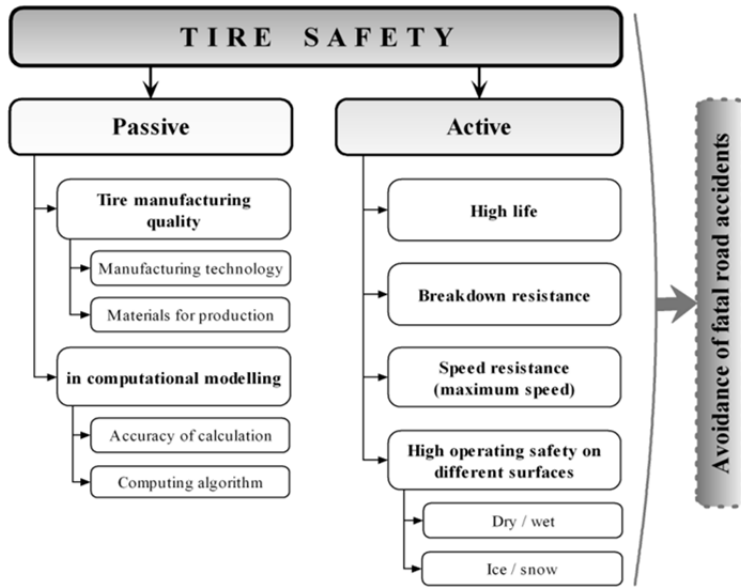 TIRE SAFETY
Passive
Tire manufacturing
quality
Manufacturing technology
Materials for production
in computational modelling
Accuracy of calculation
Computing algorithm
Active
High life
Breakdown resistance
Speed resistance
(maximum speed)
High operating safety on
different surfaces
Dry / wet
Ice / snow
Avoidance of fatal road accidents